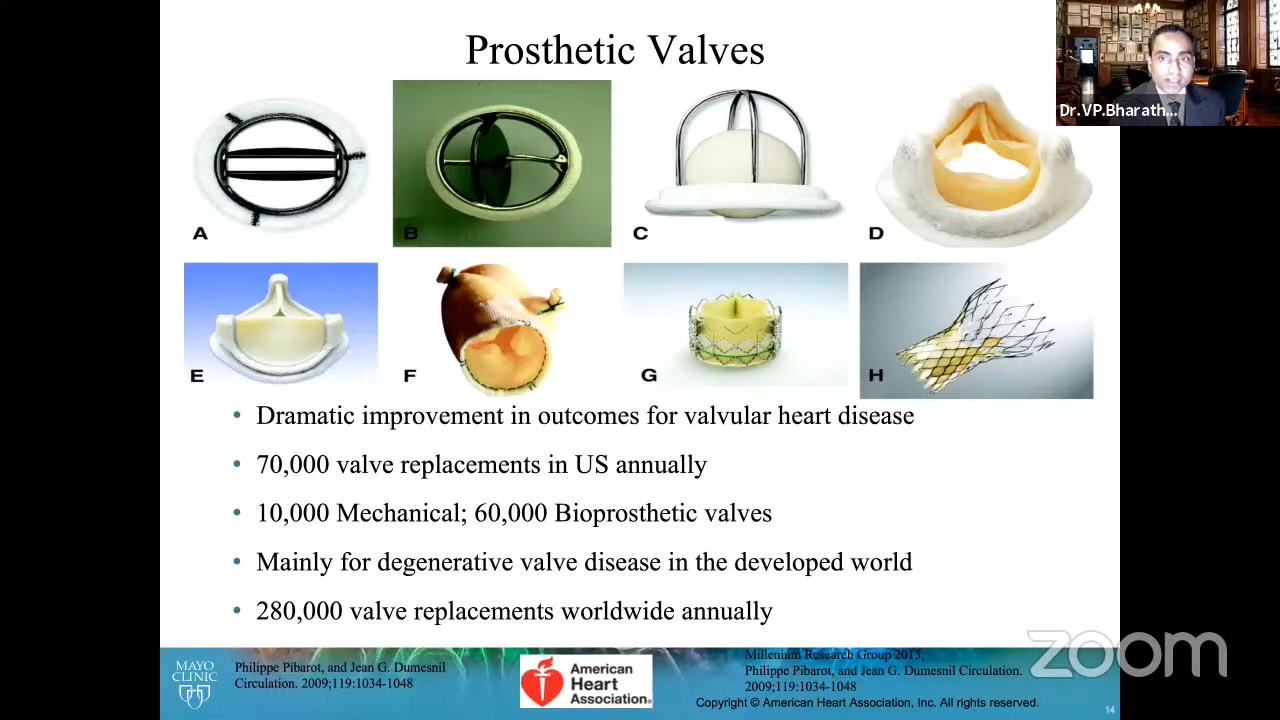 Prosthetic Valves
Dr.VP.Bharath...
A
B
C
D
E
F
G
H
• Dramatic improvement in outcomes for valvular heart disease
• 70,000 valve replacements in US annually
• 10,000 Mechanical; 60,000 Bioprosthetic valves
• Mainly for degenerative valve disease in the developed world
• 280,000 valve replacements worldwide annually
zoom
MAYO
CLINIC
Philippe Pibarot, and Jean G. Dumesnil
Circulation. 2009;119:1034-1048
American
Heart
Association®
Millenium Research Group 2013;
Philippe Pibarot, and Jean G. Dumesnil Circulation.
2009;119:1034-1048
Copyright © American Heart Association, Inc. All rights reserved.
14